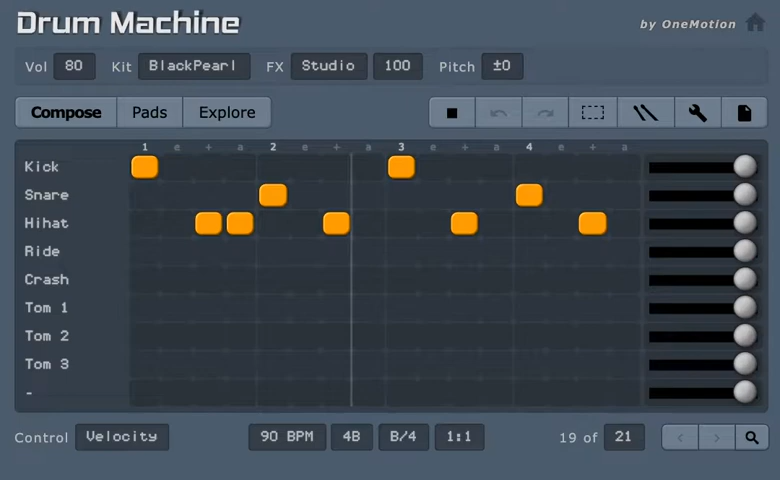 Drum Machine
by OneMotion
Vol 80 Kit BlackPearl FX Studio 100 Pitch ±0
Compose Pads Explore
1 e + a 2 e + a 3 e + a 4 e + a
Kick
Snare
Hihat
Ride
Crash
Tom 1
Tom 2
Tom 3
-
Control Velocity 90 BPM 4B B/4 1:1 19 of 21